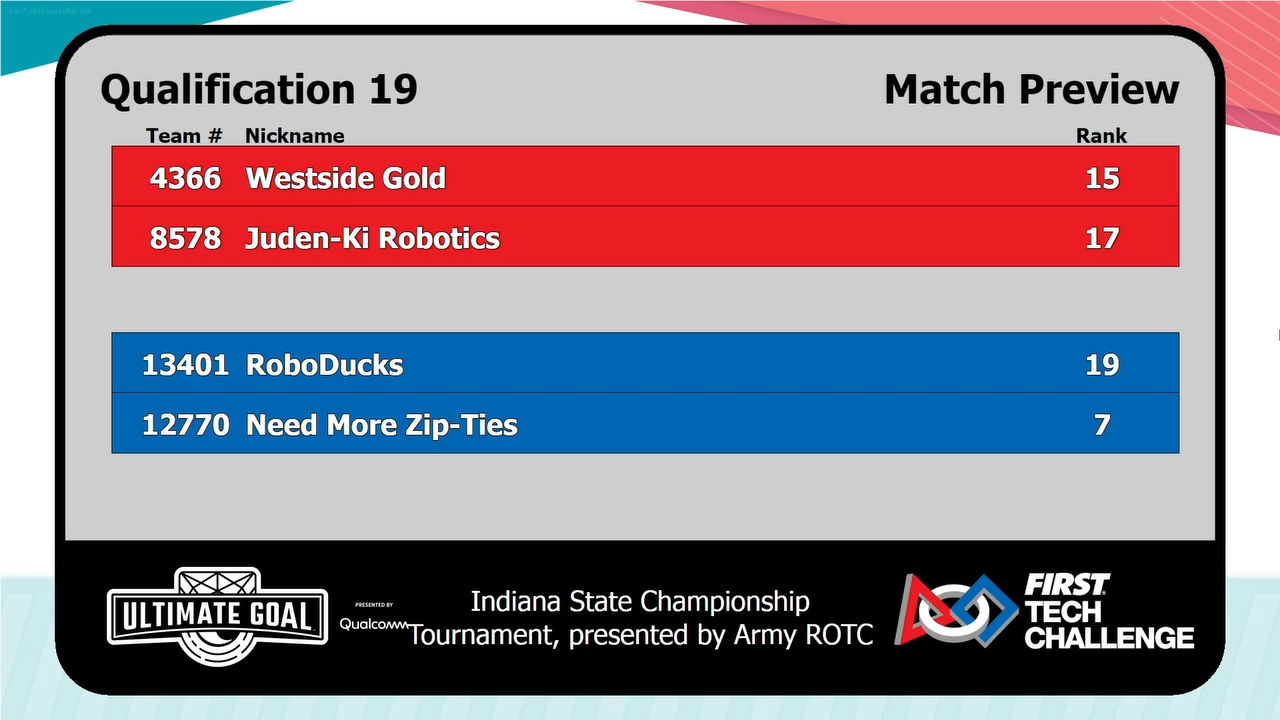 Qualification 19 Match Preview
Team # Nickname Rank
4366 Westside Gold 15
8578 Juden-Ki Robotics 17
13401 RoboDucks 19
12770 Need More Zip-Ties 7
ULTIMATE GOAL
PRESENTED BY
Qualcomm
Indiana State Championship
Tournament, presented by Army ROTC
FIRST
TECH
CHALLENGE